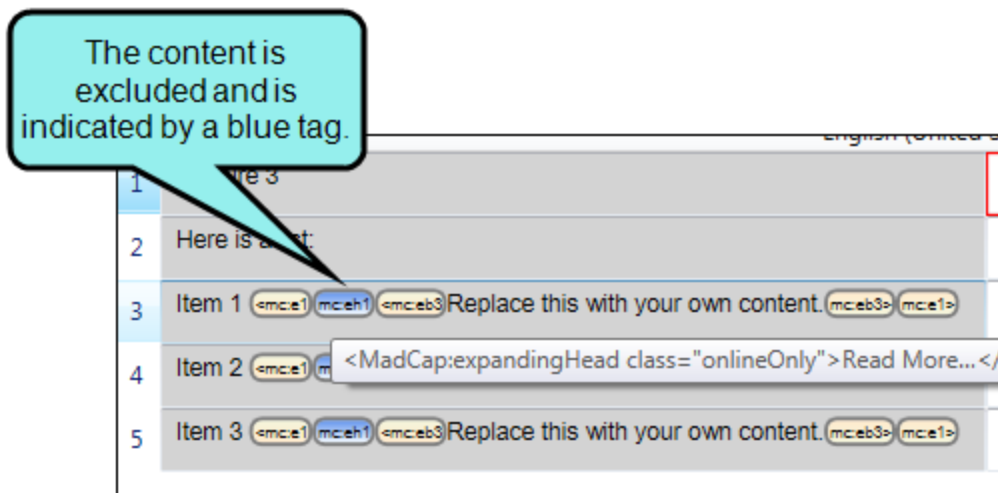 The content is
excluded and is
indicated by a blue tag.
English (United
1
re 3
2 Here is a st:
3 Item 1 <mc:e1 mc:eh1 <mc:eb3 Replace this with your own content. mc:eb3> mc:e1>
<MadCap:expandingHead class="onlineOnly">Read More...</
4 Item 2 <mc:e1 m
5 Item 3 <mc:e1 mc:eh1 <mc:eb3 Replace this with your own content. mc:eb3> mc:e1>